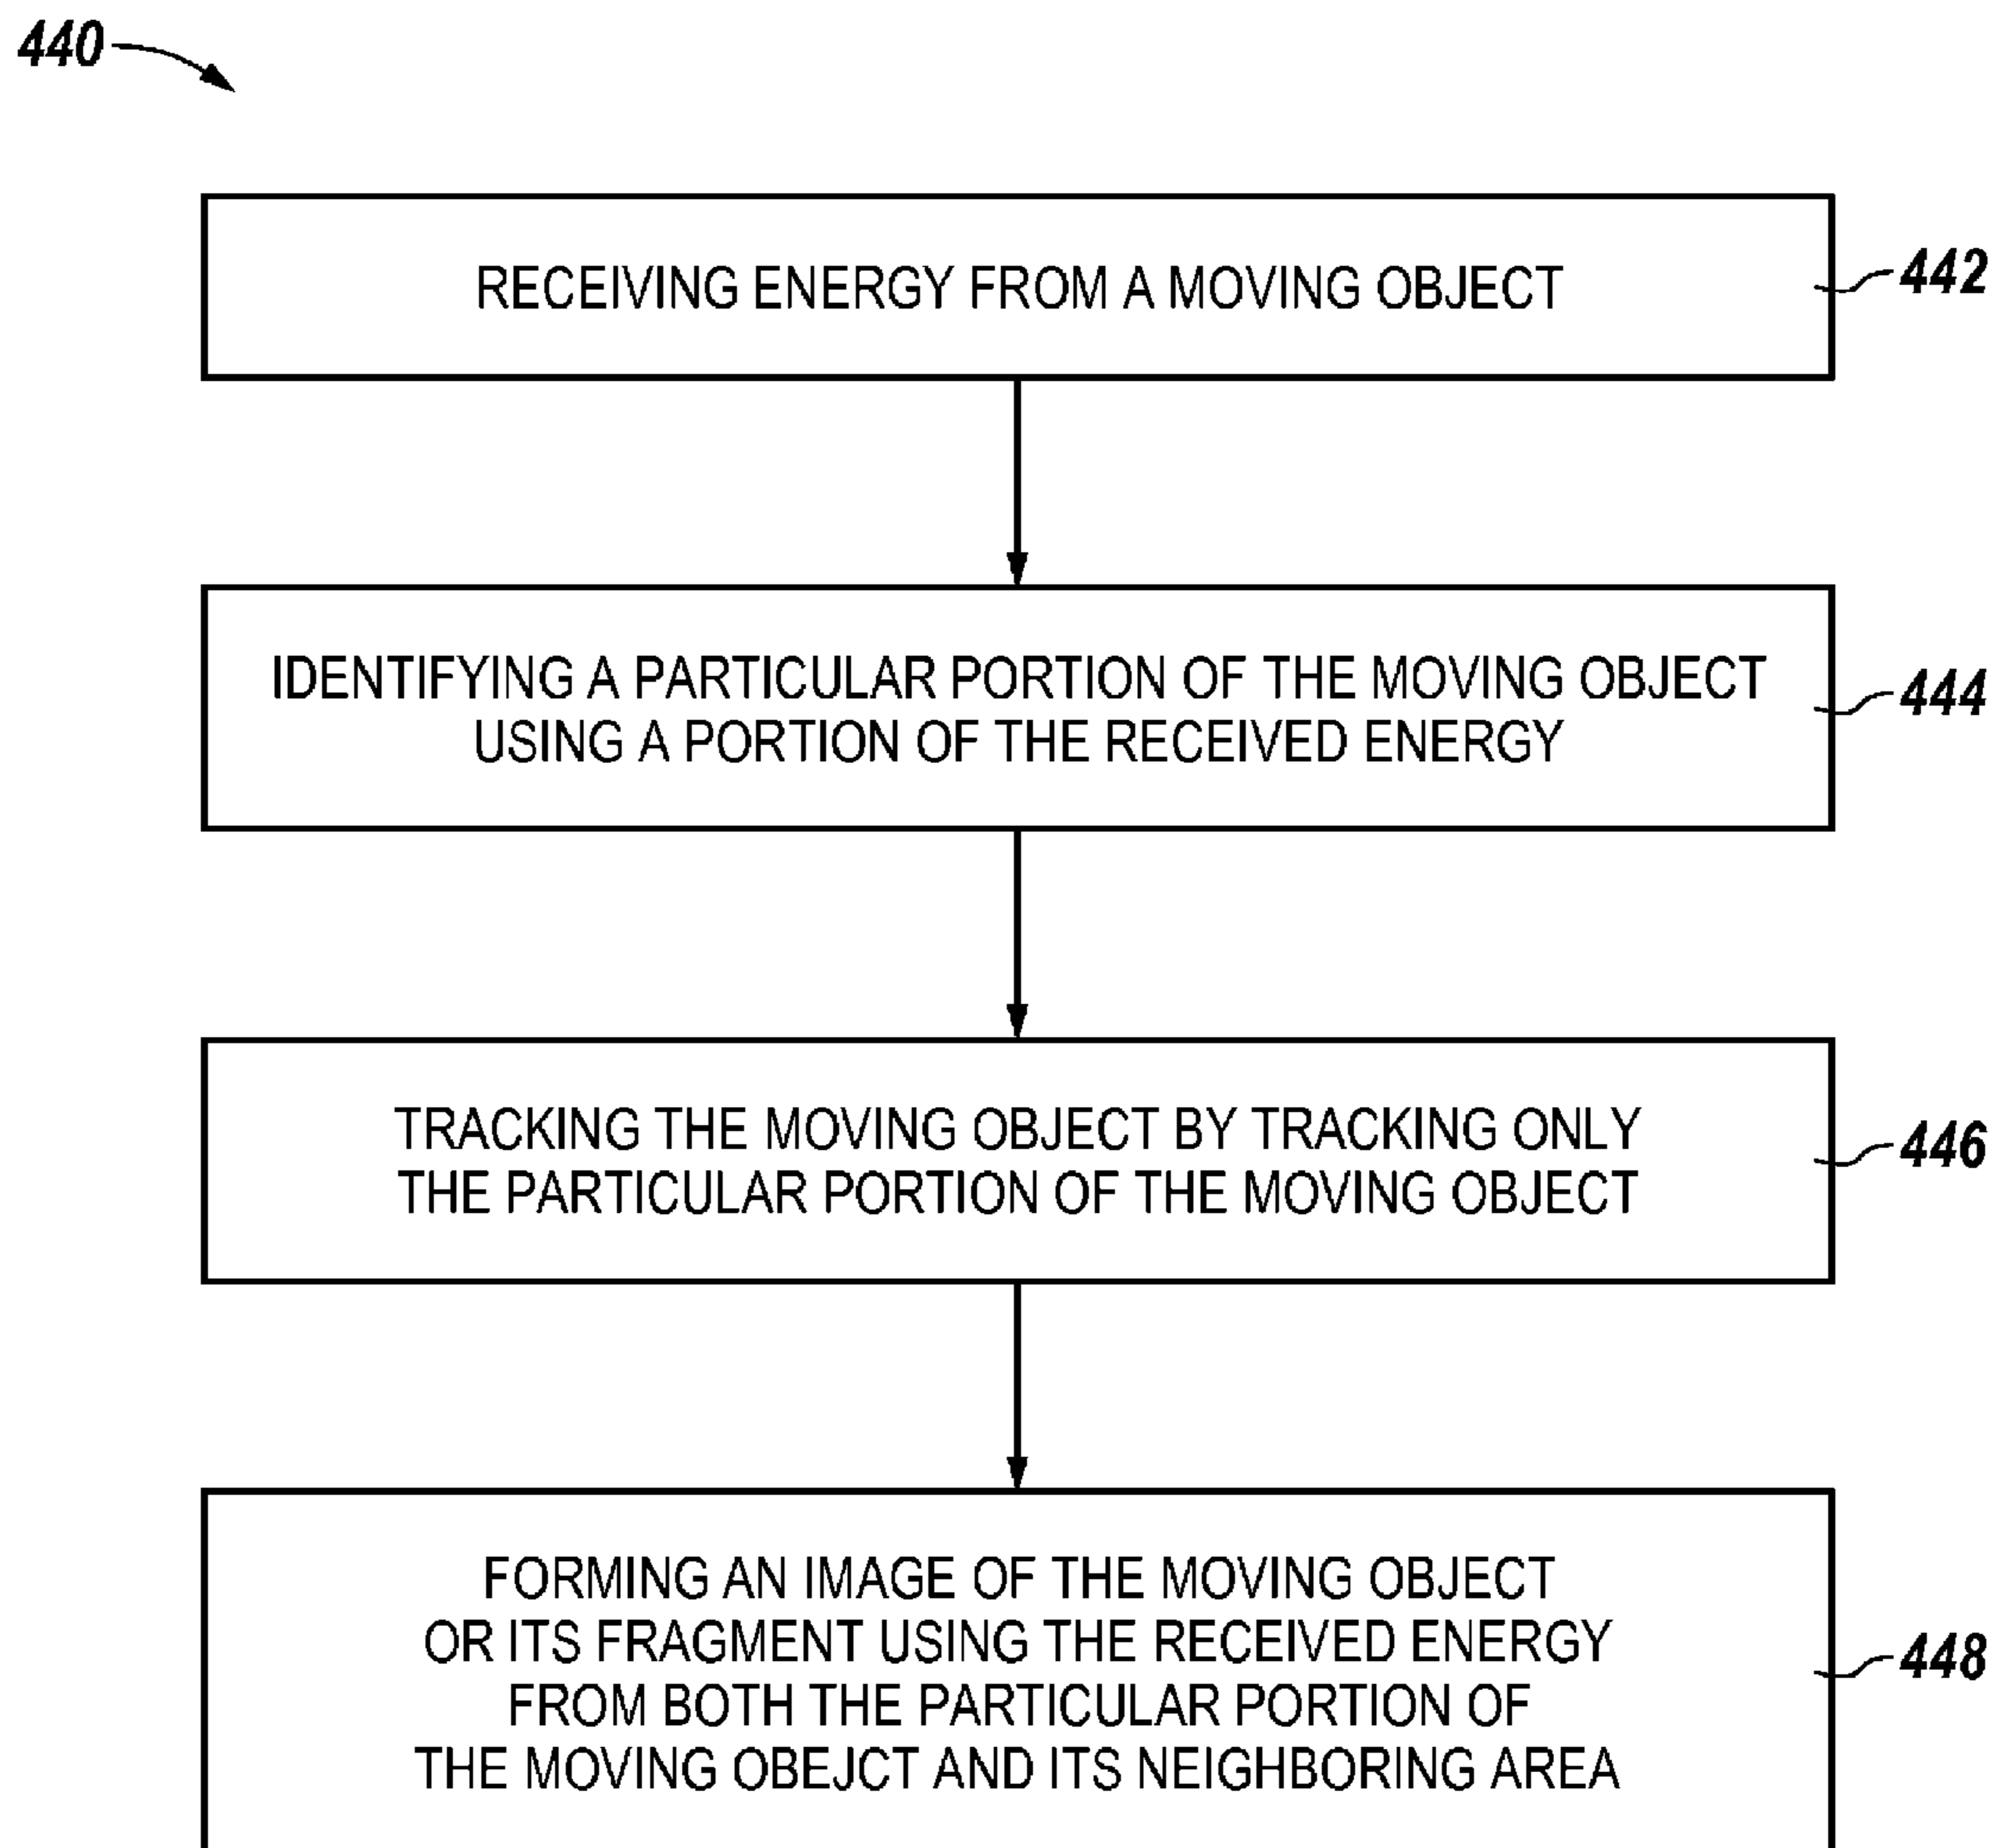 440
RECEIVING ENERGY FROM A MOVING OBJECT
442
IDENTIFYING A PARTICULAR PORTION OF THE MOVING OBJECT
USING A PORTION OF THE RECEIVED ENERGY
444
TRACKING THE MOVING OBJECT BY TRACKING ONLY
THE PARTICULAR PORTION OF THE MOVING OBJECT
446
FORMING AN IMAGE OF THE MOVING OBJECT
OR ITS FRAGMENT USING THE RECEIVED ENERGY
FROM BOTH THE PARTICULAR PORTION OF
THE MOVING OBEJCT AND ITS NEIGHBORING AREA
448